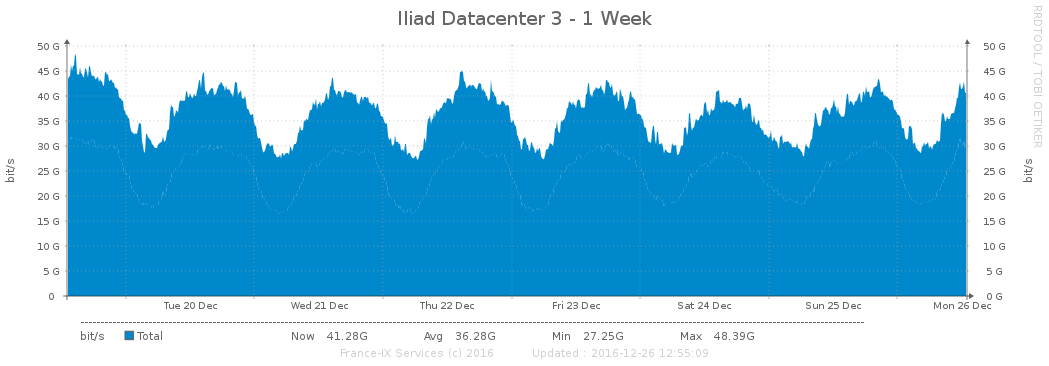 Iliad Datacenter 3 - 1 Week
RRDTOOL / TOBI OETIKER
bit/s
50 G 50 G
45 G 45 G
40 G 40 G
35 G 35 G
30 G 30 G
25 G 25 G
20 G 20 G
15 G 15 G
10 G 10 G
5 G 5 G
0 0 G
bit/s
Tue 20 Dec Wed 21 Dec Thu 22 Dec Fri 23 Dec Sat 24 Dec Sun 25 Dec Mon 26 Dec
bit/s Total Now 41.28G Avg 36.28G Min 27.25G Max 48.39G
France-IX Services (c) 2016 Updated : 2016-12-26 12:55:09